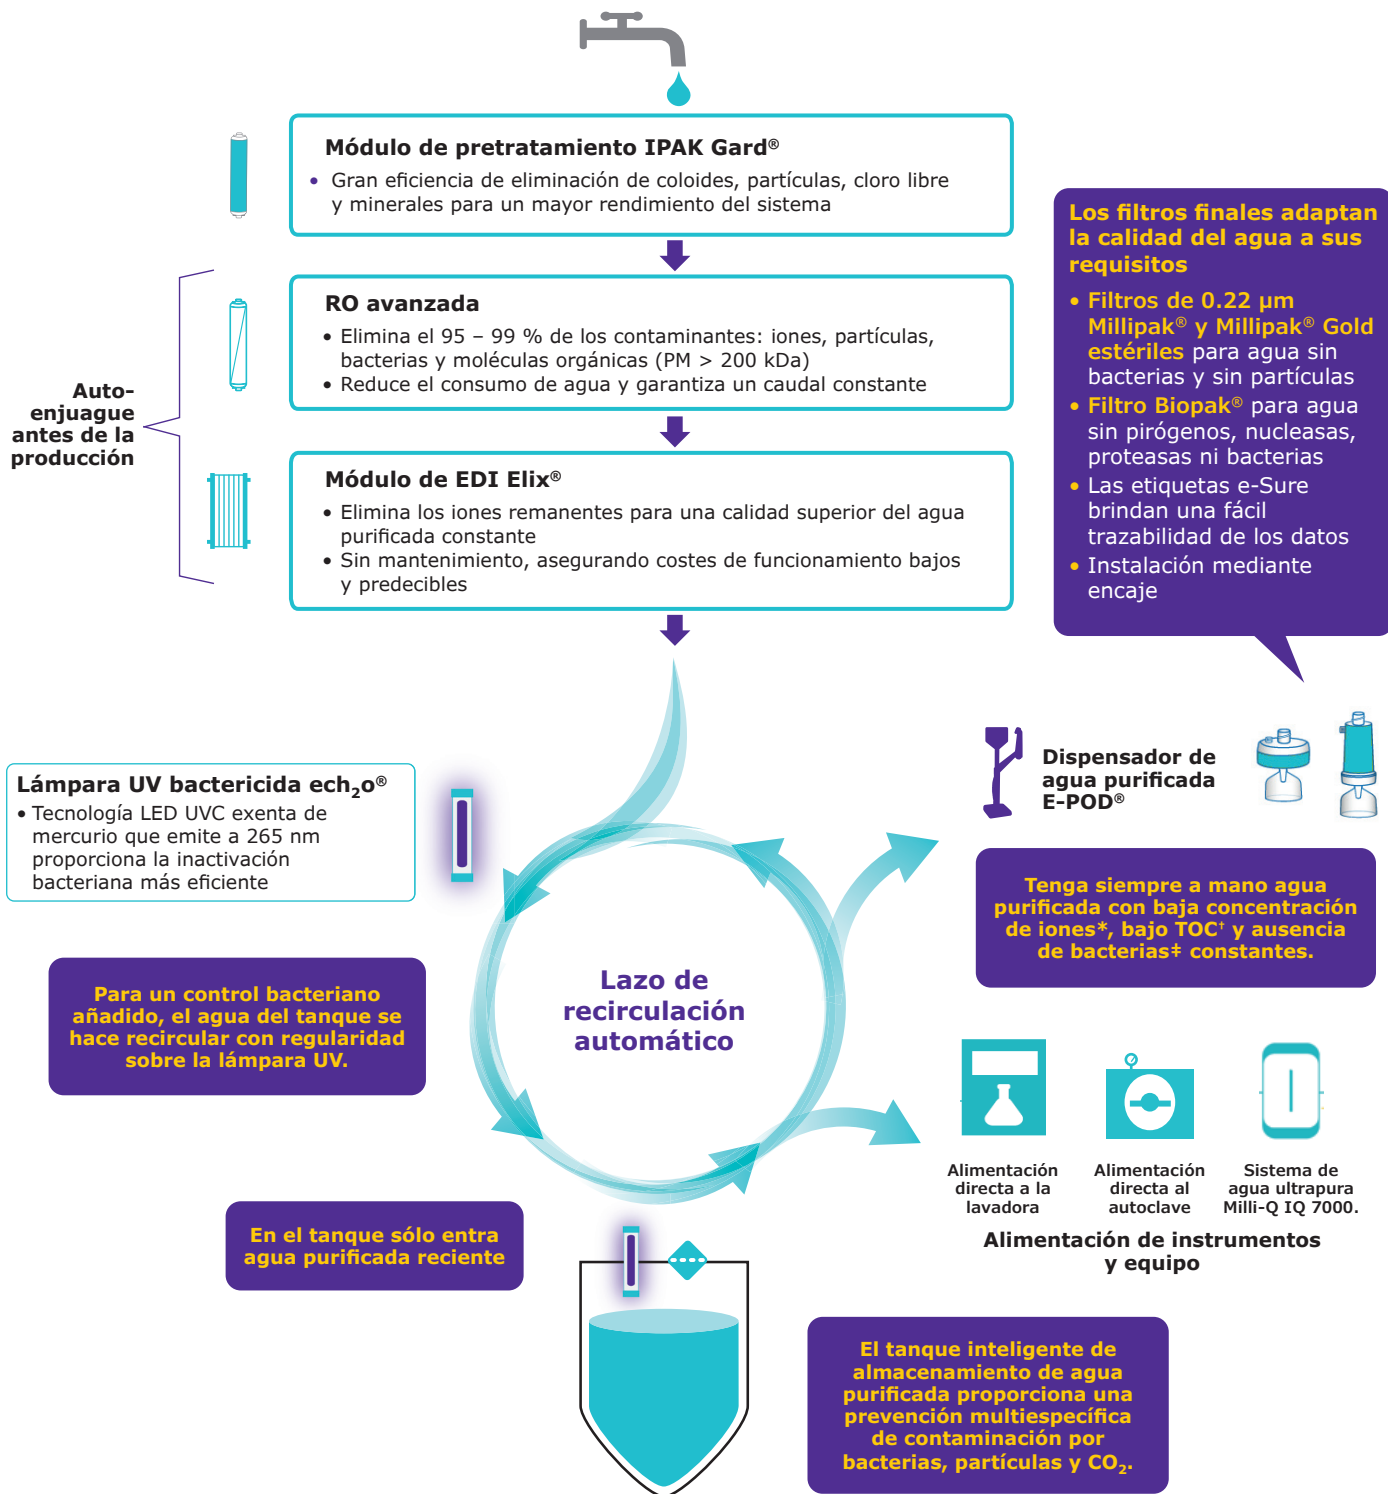 Módulo de pretratamiento IPAK Gard®
• Gran eficiencia de eliminación de coloides, partículas, cloro libre
y minerales para un mayor rendimiento del sistema
RO avanzada
• Elimina el 95 – 99 % de los contaminantes: iones, partículas,
bacterias y moléculas orgánicas (PM > 200 kDa)
• Reduce el consumo de agua y garantiza un caudal constante
Auto-
enjuague
antes de la
producción
Módulo de EDI Elix®
• Elimina los iones remanentes para una calidad superior del agua
purificada constante
• Sin mantenimiento, asegurando costes de funcionamiento bajos
y predecibles
Los filtros finales adaptan
la calidad del agua a sus
requisitos
• Filtros de 0.22 µm
Millipak® y Millipak® Gold
estériles para agua sin
bacterias y sin partículas
• Filtro Biopak® para agua
sin pirógenos, nucleasas,
proteasas ni bacterias
• Las etiquetas e-Sure
brindan una fácil
trazabilidad de los datos
• Instalación mediante
encaje
Lámpara UV bactericida ech₂o®
• Tecnología LED UVC exenta de
mercurio que emite a 265 nm
proporciona la inactivación
bacteriana más eficiente
Dispensador de
agua purificada
E-POD®
Tenga siempre a mano agua
purificada con baja concentración
de iones*, bajo TOC† y ausencia
de bacterias‡ constantes.
Para un control bacteriano
añadido, el agua del tanque se
hace recircular con regularidad
sobre la lámpara UV.
Lazo de
recirculación
automático
Alimentación
directa a la
lavadora
Alimentación
directa al
autoclave
Sistema de
agua ultrapura
Milli-Q IQ 7000.
Alimentación de instrumentos
y equipo
En el tanque sólo entra
agua purificada reciente
El tanque inteligente de
almacenamiento de agua
purificada proporciona una
prevención multiespecífica
de contaminación por
bacterias, partículas y CO₂.